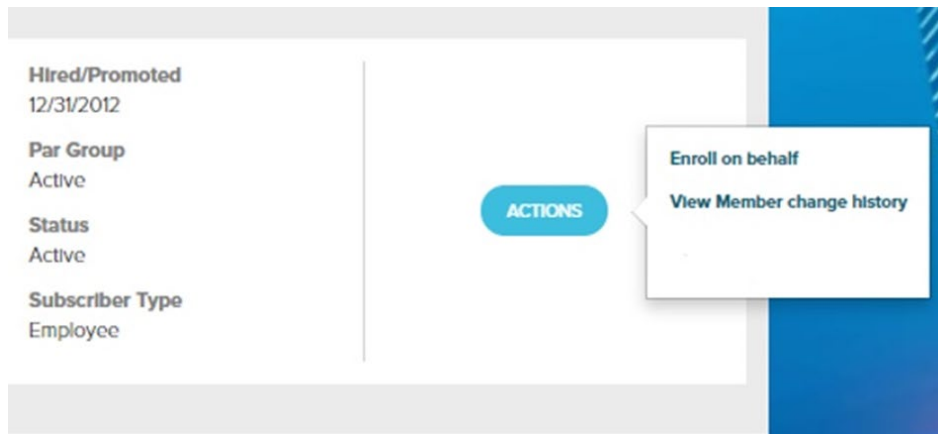 Hired/Promoted
12/31/2012
Par Group
Active
Status
Active
Subscriber Type
Employee
ACTIONS
Enroll on behalf
View Member change history